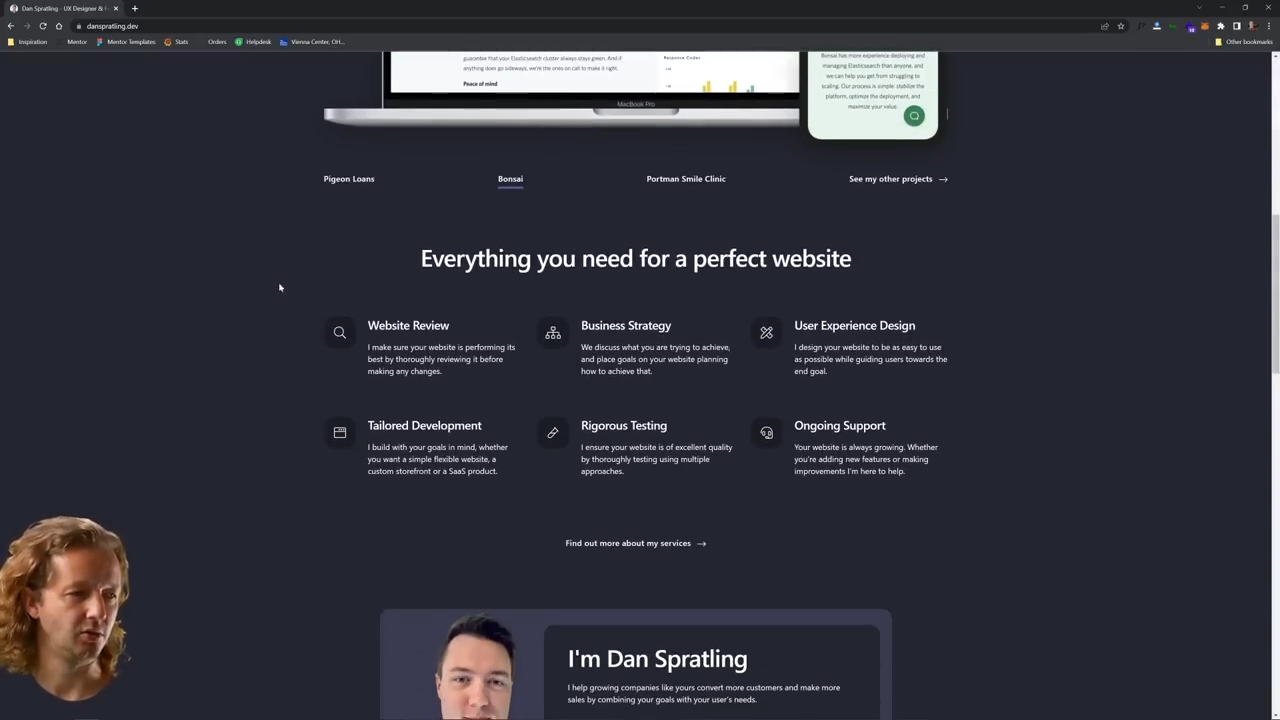 Dan Spratling - UX Designer & I
danspratling.dev
Inspiration
Mentor
Mentor Templates
Stats
Orders
Helpdesk
Vienna Center, OH...
Other bookmarks
guarantee that your Elasticsearch cluster always stays green. And if
anything does go sideways, we're the ones on call to make it right.
Peace of mind
Response Codes
MacBook Pro
Bonsai has more experience deploying and
managing Elasticsearch than anyone, and
we can help you get from struggling to
scaling. Our process is simple: stabilize the
platform, optimize the deployment, and
maximize your value.
Pigeon Loans
Bonsai
Portman Smile Clinic
See my other projects
Everything you need for a perfect website
Website Review
I make sure your website is performing its
best by thoroughly reviewing it before
making any changes.
Business Strategy
We discuss what you are trying to achieve,
and place goals on your website planning
how to achieve that.
User Experience Design
I design your website to be as easy to use
as possible while guiding users towards the
end goal.
Tailored Development
I build with your goals in mind, whether
you want a simple flexible website, a
custom storefront or a SaaS product.
Rigorous Testing
I ensure your website is of excellent quality
by thoroughly testing using multiple
approaches.
Ongoing Support
Your website is always growing. Whether
you're adding new features or making
improvements I'm here to help.
Find out more about my services
I'm Dan Spratling
I help growing companies like yours convert more customers and make more
sales by combining your goals with your user's needs.